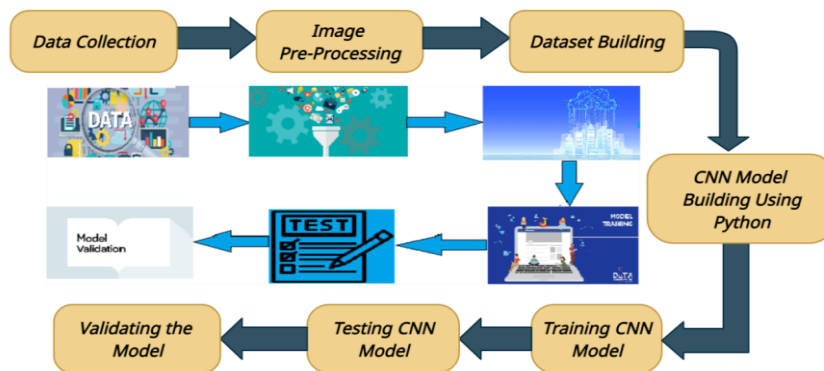 Data Collection
Image
Pre-Processing
Dataset Building
DATA
CNN Model
Building Using
Python
Model
Validation
TEST
MODEL
TRAINING
DATA
Validating the
Model
Testing CNN
Model
Training CNN
Model